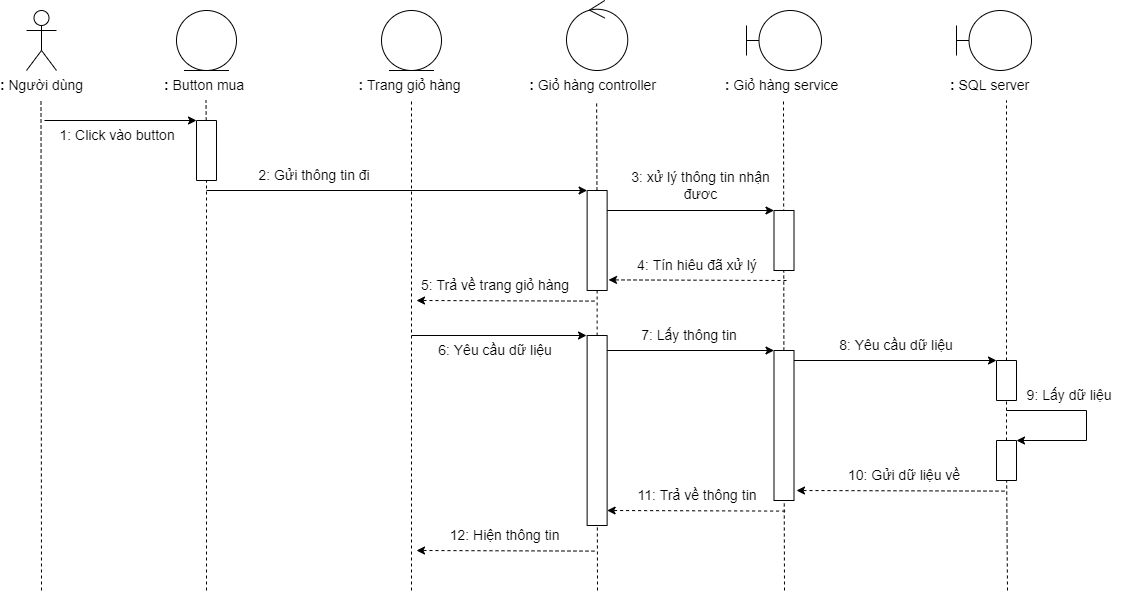 : Người dùng
: Button mua
: Trang giỏ hàng
: Giỏ hàng controller
: Giỏ hàng service
: SQL server
1: Click vào button
2: Gửi thông tin đi
3: xử lý thông tin nhận
được
4: Tín hiêu đã xử lý
5: Trả về trang giỏ hàng
6: Yêu cầu dữ liệu
7: Lấy thông tin
8: Yêu cầu dữ liệu
9: Lấy dữ liệu
10: Gửi dữ liệu về
11: Trả về thông tin
12: Hiện thông tin